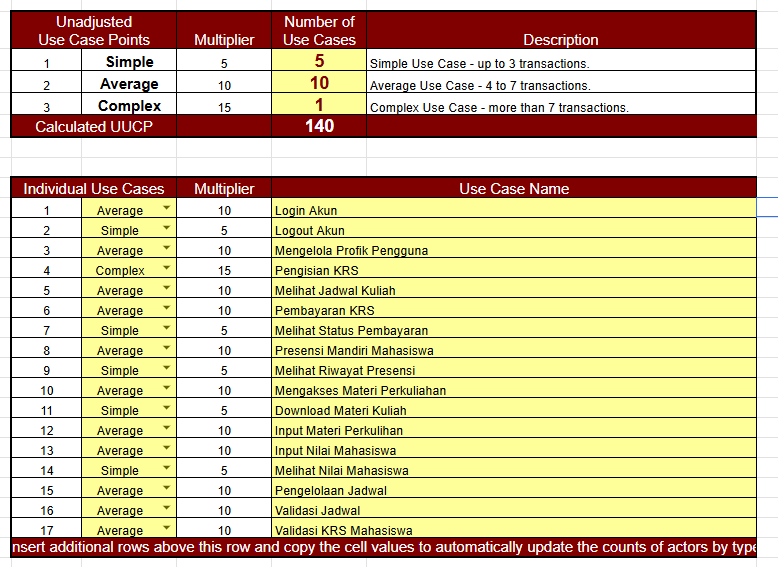 Unadjusted Use Case Points Multiplier Number of Use Cases Description
1 Simple 5 5 Simple Use Case - up to 3 transactions.
2 Average 10 10 Average Use Case - 4 to 7 transactions.
3 Complex 15 1 Complex Use Case - more than 7 transactions.
Calculated UUCP 140
Individual Use Cases Multiplier Use Case Name
1 Average 10 Login Akun
2 Simple 5 Logout Akun
3 Average 10 Mengelola Profik Pengguna
4 Complex 15 Pengisian KRS
5 Average 10 Melihat Jadwal Kuliah
6 Average 10 Pembayaran KRS
7 Simple 5 Melihat Status Pembayaran
8 Average 10 Presensi Mandiri Mahasiswa
9 Simple 5 Melihat Riwayat Presensi
10 Average 10 Mengakses Materi Perkuliahan
11 Simple 5 Download Materi Kuliah
12 Average 10 Input Materi Perkulihan
13 Average 10 Input Nilai Mahasiswa
14 Simple 5 Melihat Nilai Mahasiswa
15 Average 10 Pengelolaan Jadwal
16 Average 10 Validasi Jadwal
17 Average 10 Validasi KRS Mahasiswa
nsert additional rows above this row and copy the cell values to automatically update the counts of actors by type